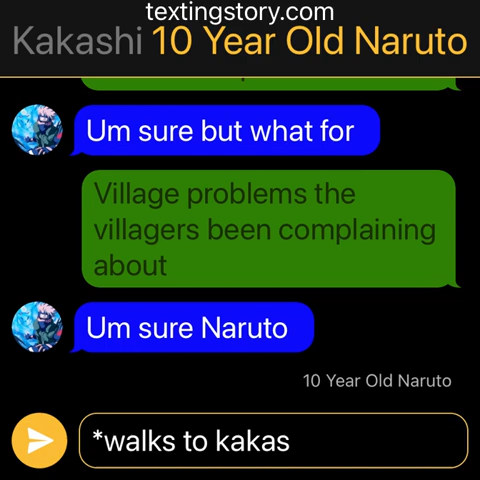 textingstory.com
Kakashi 10 Year Old Naruto
Um sure but what for
Village problems the
villagers been complaining
about
Um sure Naruto
10 Year Old Naruto
*walks to kakas